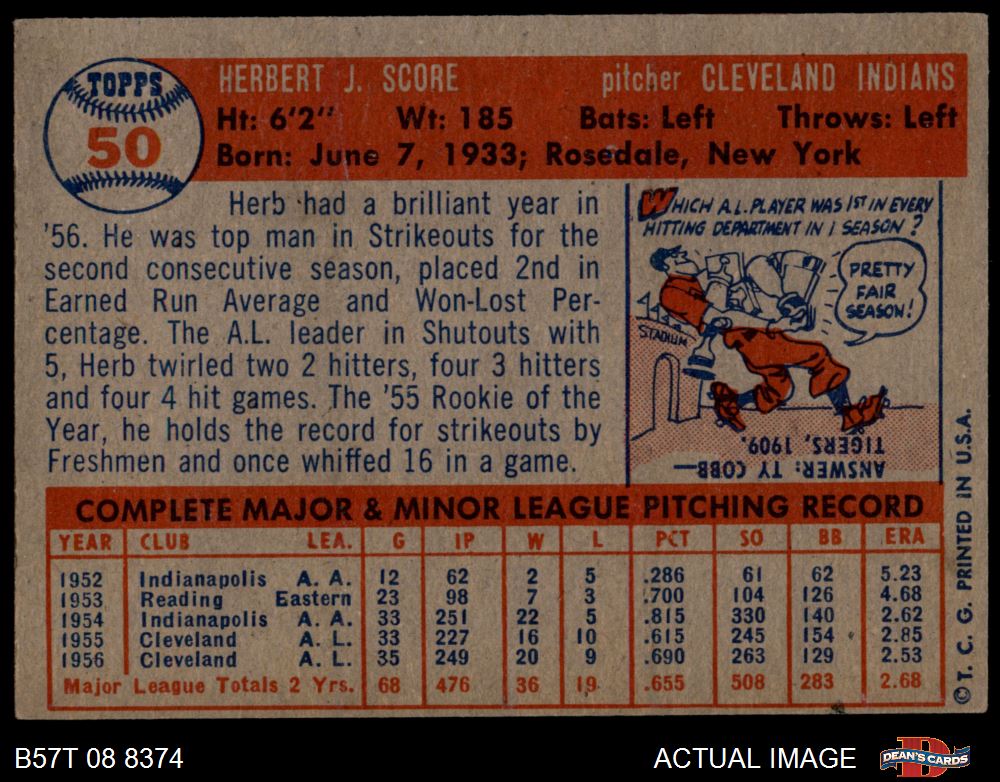 TOPPS
50
HERBERT J. SCORE pitcher CLEVELAND INDIANS
Ht: 6'2" Wt: 185 Bats: Left Throws: Left
Born: June 7, 1933; Rosedale, New York
Herb had a brilliant year in
'56. He was top man in Strikeouts for the
second consecutive season, placed 2nd in
Earned Run Average and Won-Lost Per-
centage. The A.L. leader in Shutouts with
5, Herb twirled two 2 hitters, four 3 hitters
and four 4 hit games. The '55 Rookie of the
Year, he holds the record for strikeouts by
Freshmen and once whiffed 16 in a game.
WHICH A.L. PLAYER WAS 1ST IN EVERY
HITTING DEPARTMENT IN 1 SEASON?
PRETTY
FAIR
SEASON!
STADIUM
ANSWER: TY COBB—
TIGERS, 1909.
COMPLETE MAJOR & MINOR LEAGUE PITCHING RECORD
YEAR CLUB LEA. G IP W L PCT SO BB ERA
1952 Indianapolis A. A. 12 62 2 5 .286 61 62 5.23
1953 Reading Eastern 23 98 7 3 .700 104 126 4.68
1954 Indianapolis A. A. 33 251 22 5 .815 330 140 2.62
1955 Cleveland A. L. 33 227 16 10 .615 245 154 2.85
1956 Cleveland A. L. 35 249 20 9 .690 263 129 2.53
Major League Totals 2 Yrs. 68 476 36 19 .655 508 283 2.68
© T. C. G. PRINTED IN U.S.A.
B57T 08 8374
ACTUAL IMAGE
DEAN'S CARDS